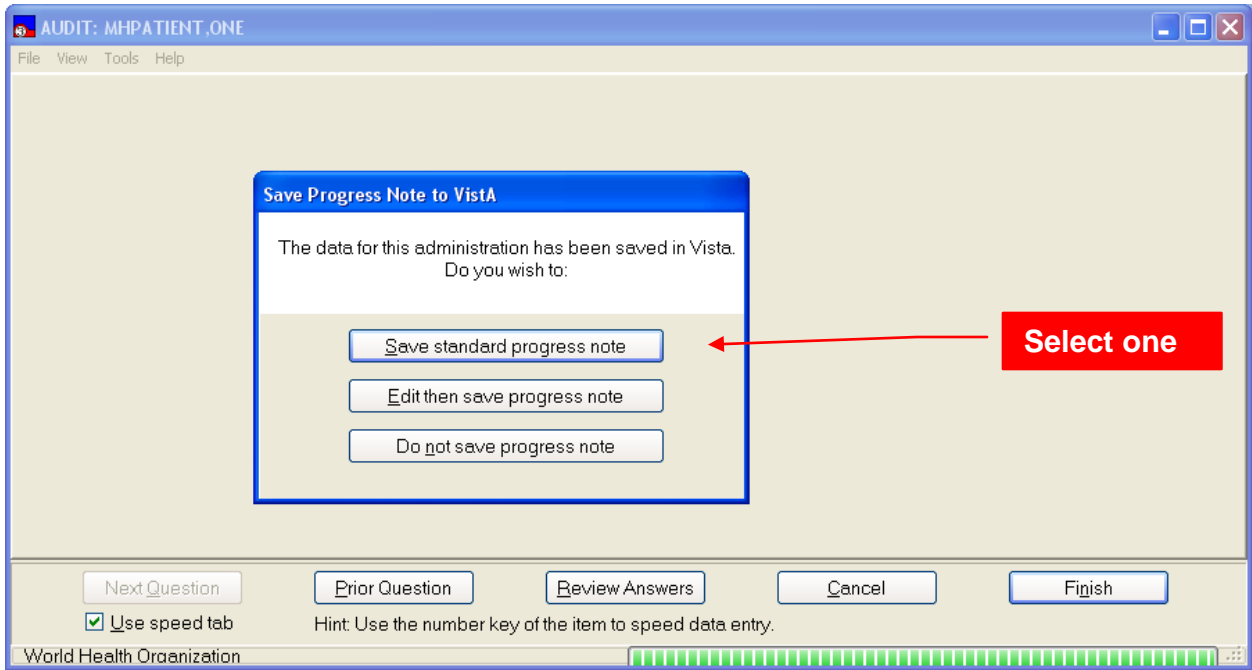 AUDIT: MHPATIENT,ONE
File View Tools Help
Save Progress Note to VistA
The data for this administration has been saved in Vista.
Do you wish to:
Save standard progress note
Select one
Edit then save progress note
Do not save progress note
Next Question Prior Question Review Answers Cancel Finish
Use speed tab Hint: Use the number key of the item to speed data entry.
World Health Organization